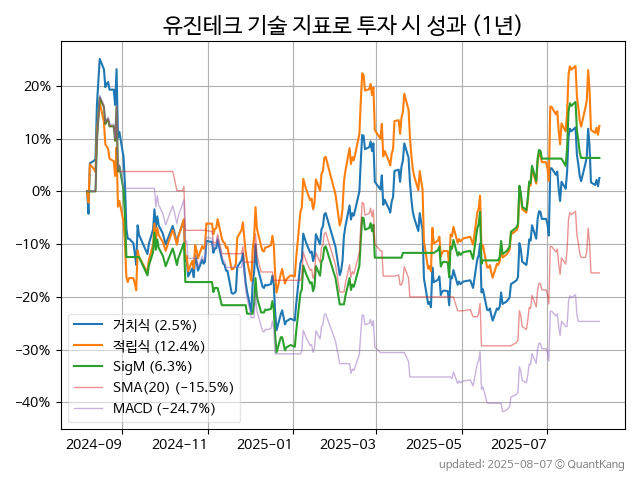 유진테크 기술 지표로 투자 시 성과 (1년)
20%
10%
0%
−10%
−20%
−30%
−40%
거치식 (2.5%)
적립식 (12.4%)
SigM (6.3%)
SMA(20) (−15.5%)
MACD (−24.7%)
2024-09
2024-11
2025-01
2025-03
2025-05
2025-07
updated: 2025-08-07 © QuantKang